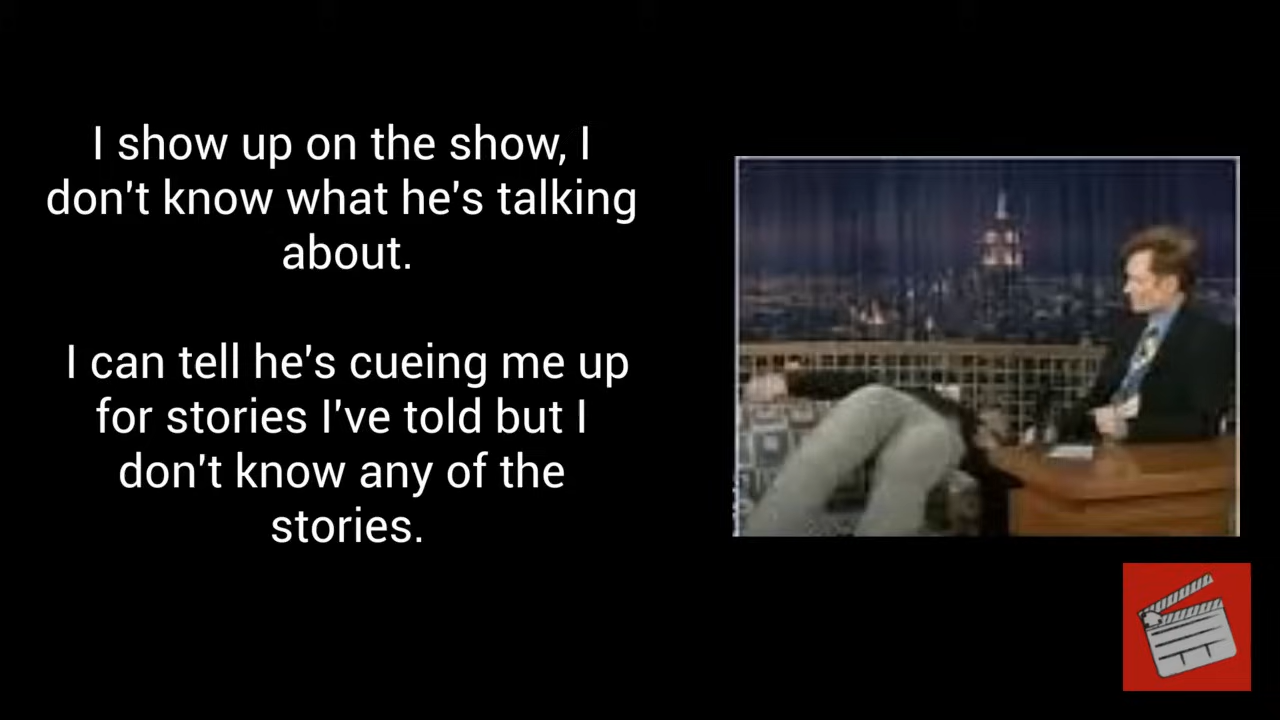 I show up on the show, I
don't know what he's talking
about.
I can tell he's cueing me up
for stories I've told but I
don't know any of the
stories.